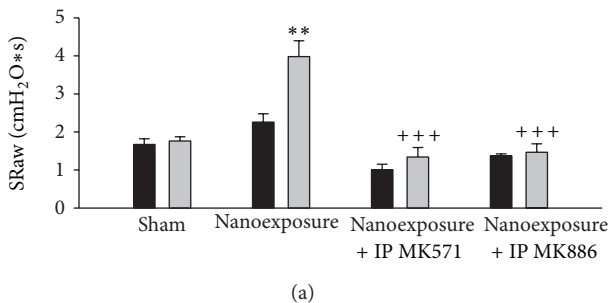 5
4
3
2
1
0
SRaw (cmH₂O*s)
**
+++
+++
Sham
Nanoexposure
Nanoexposure
+ IP MK571
Nanoexposure
+ IP MK886
(a)